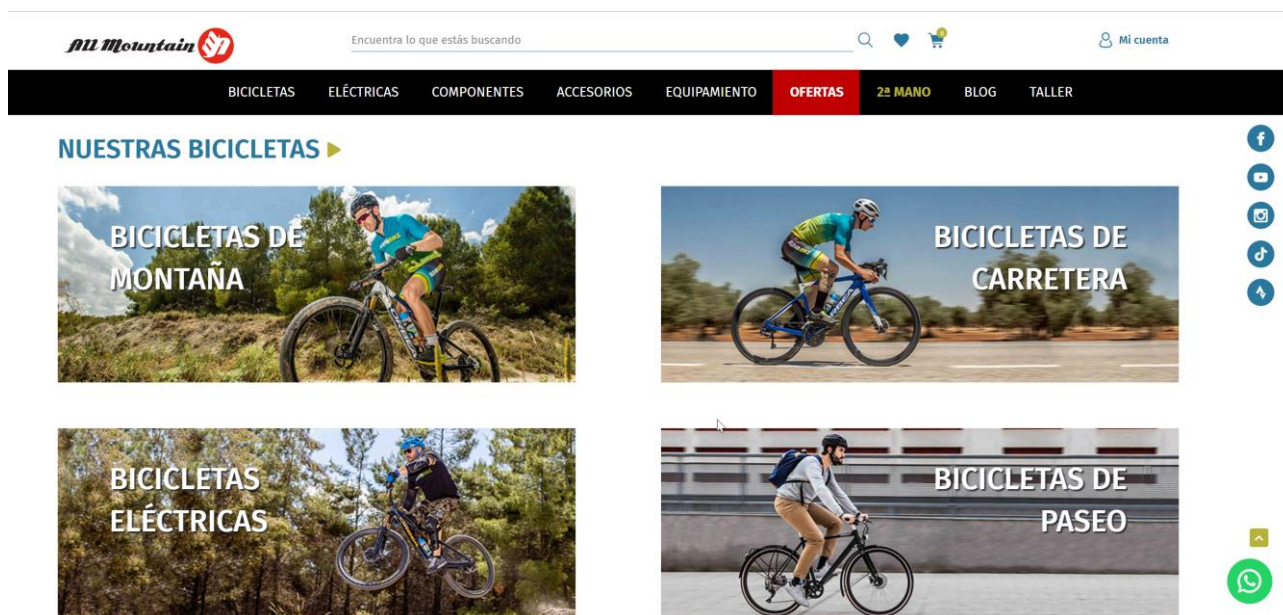 All Mountain
Encuentra lo que estás buscando
0
Mi cuenta
BICICLETAS ELÉCTRICAS COMPONENTES ACCESORIOS EQUIPAMIENTO OFERTAS 2ª MANO BLOG TALLER
NUESTRAS BICICLETAS
BICICLETAS DE
MONTAÑA
BICICLETAS DE
CARRETERA
BICICLETAS
ELÉCTRICAS
BICICLETAS DE
PASEO